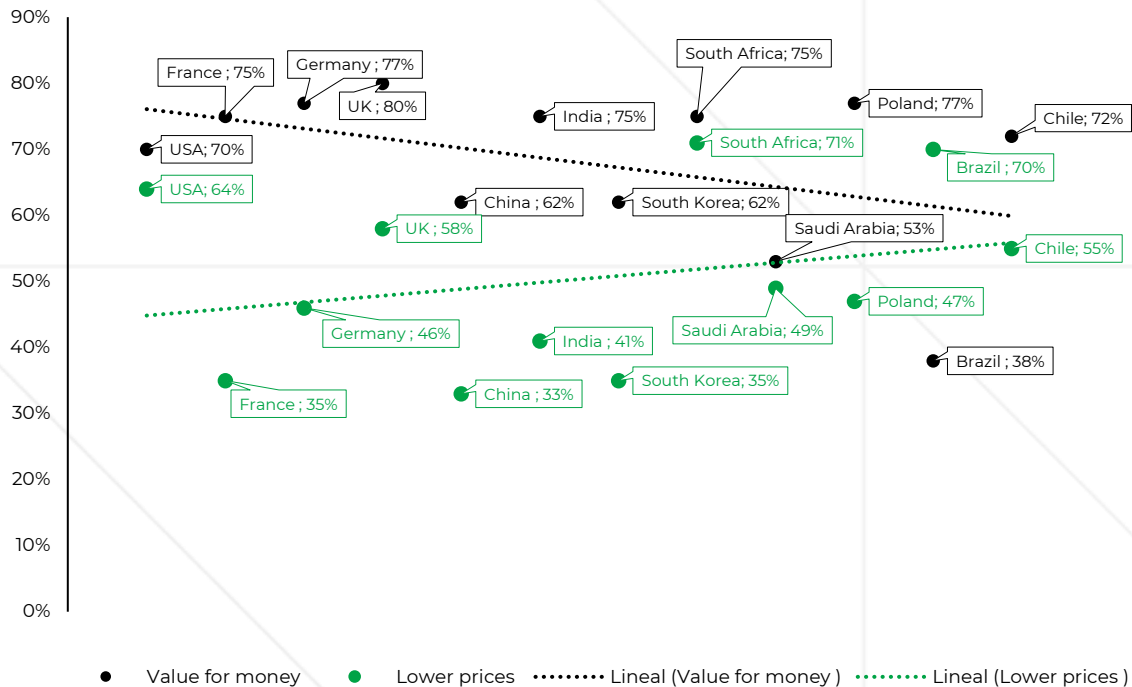 90%
80%
70%
60%
50%
40%
30%
20%
10%
0%
France ; 75%
Germany ; 77%
UK ; 80%
South Africa; 75%
India ; 75%
Poland; 77%
Chile; 72%
USA; 70%
South Africa; 71%
Brazil ; 70%
USA; 64%
China ; 62%
South Korea; 62%
UK ; 58%
Saudi Arabia; 53%
Chile; 55%
Germany ; 46%
India ; 41%
Saudi Arabia; 49%
Poland; 47%
France ; 35%
China ; 33%
South Korea; 35%
Brazil ; 38%
Value for money
Lower prices
Lineal (Value for money )
Lineal (Lower prices )